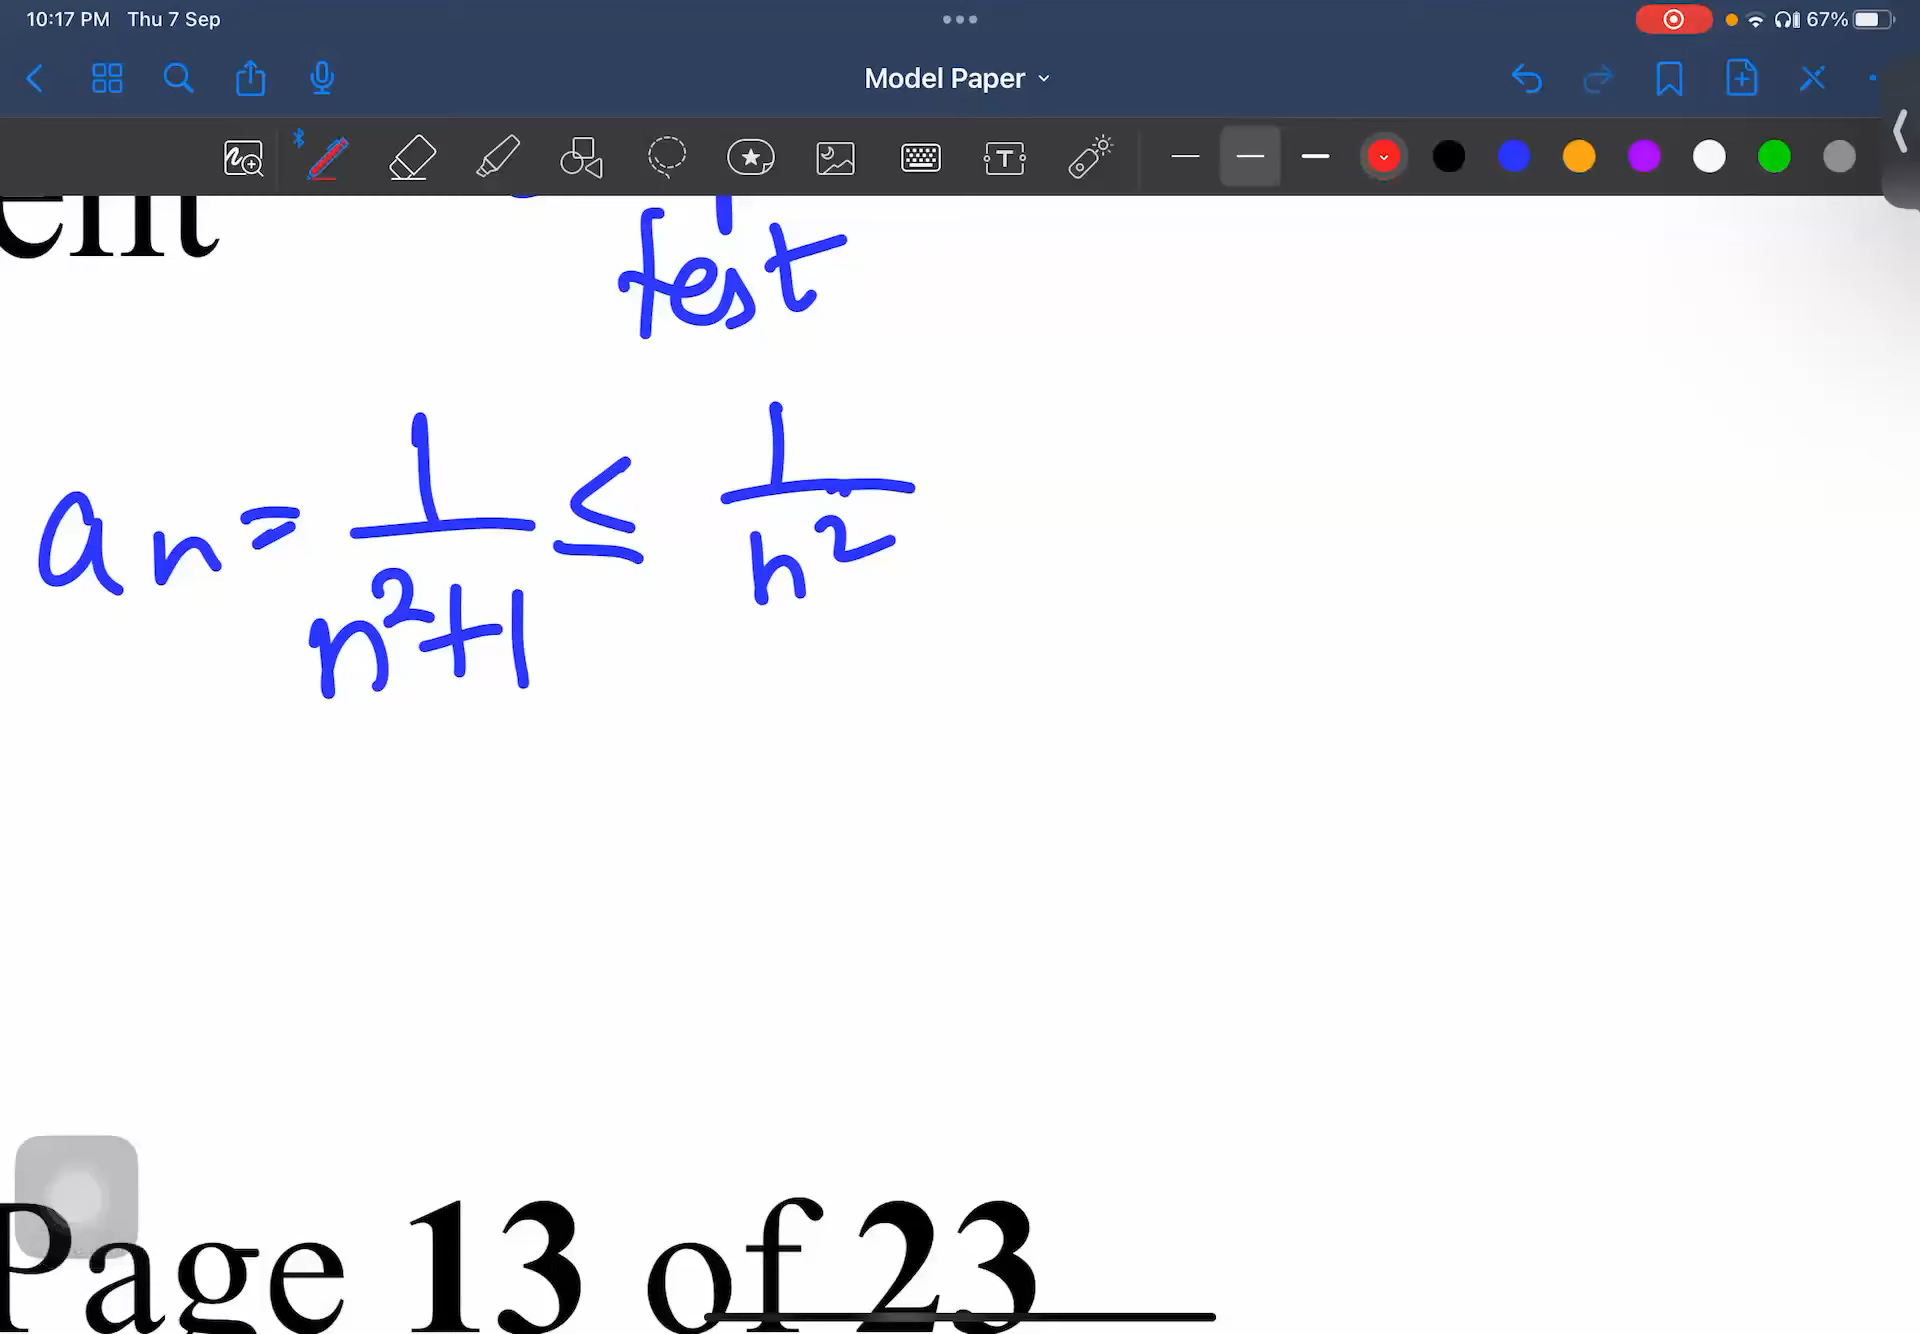 10:17 PM Thu 7 Sep
67%
Model Paper
T
test
an = 1/n²+1 ≤ 1/n²
Page 13 of 23